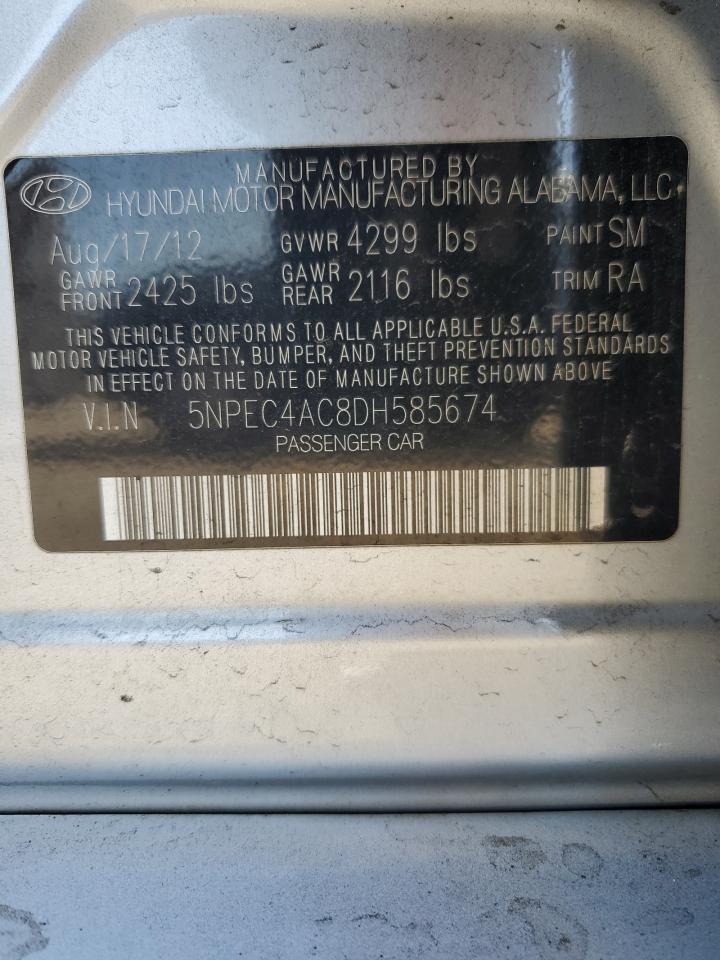 MANUFACTURED BY
HYUNDAI MOTOR MANUFACTURING ALABAMA, LLC.
Aug/17/12 GVWR 4299 lbs PAINT SM
GAWR FRONT 2425 lbs GAWR REAR 2116 lbs TRIM RA
THIS VEHICLE CONFORMS TO ALL APPLICABLE U.S.A. FEDERAL
MOTOR VEHICLE SAFETY, BUMPER, AND THEFT PREVENTION STANDARDS
IN EFFECT ON THE DATE OF MANUFACTURE SHOWN ABOVE
V.I.N 5NPEC4AC8DH585674
PASSENGER CAR